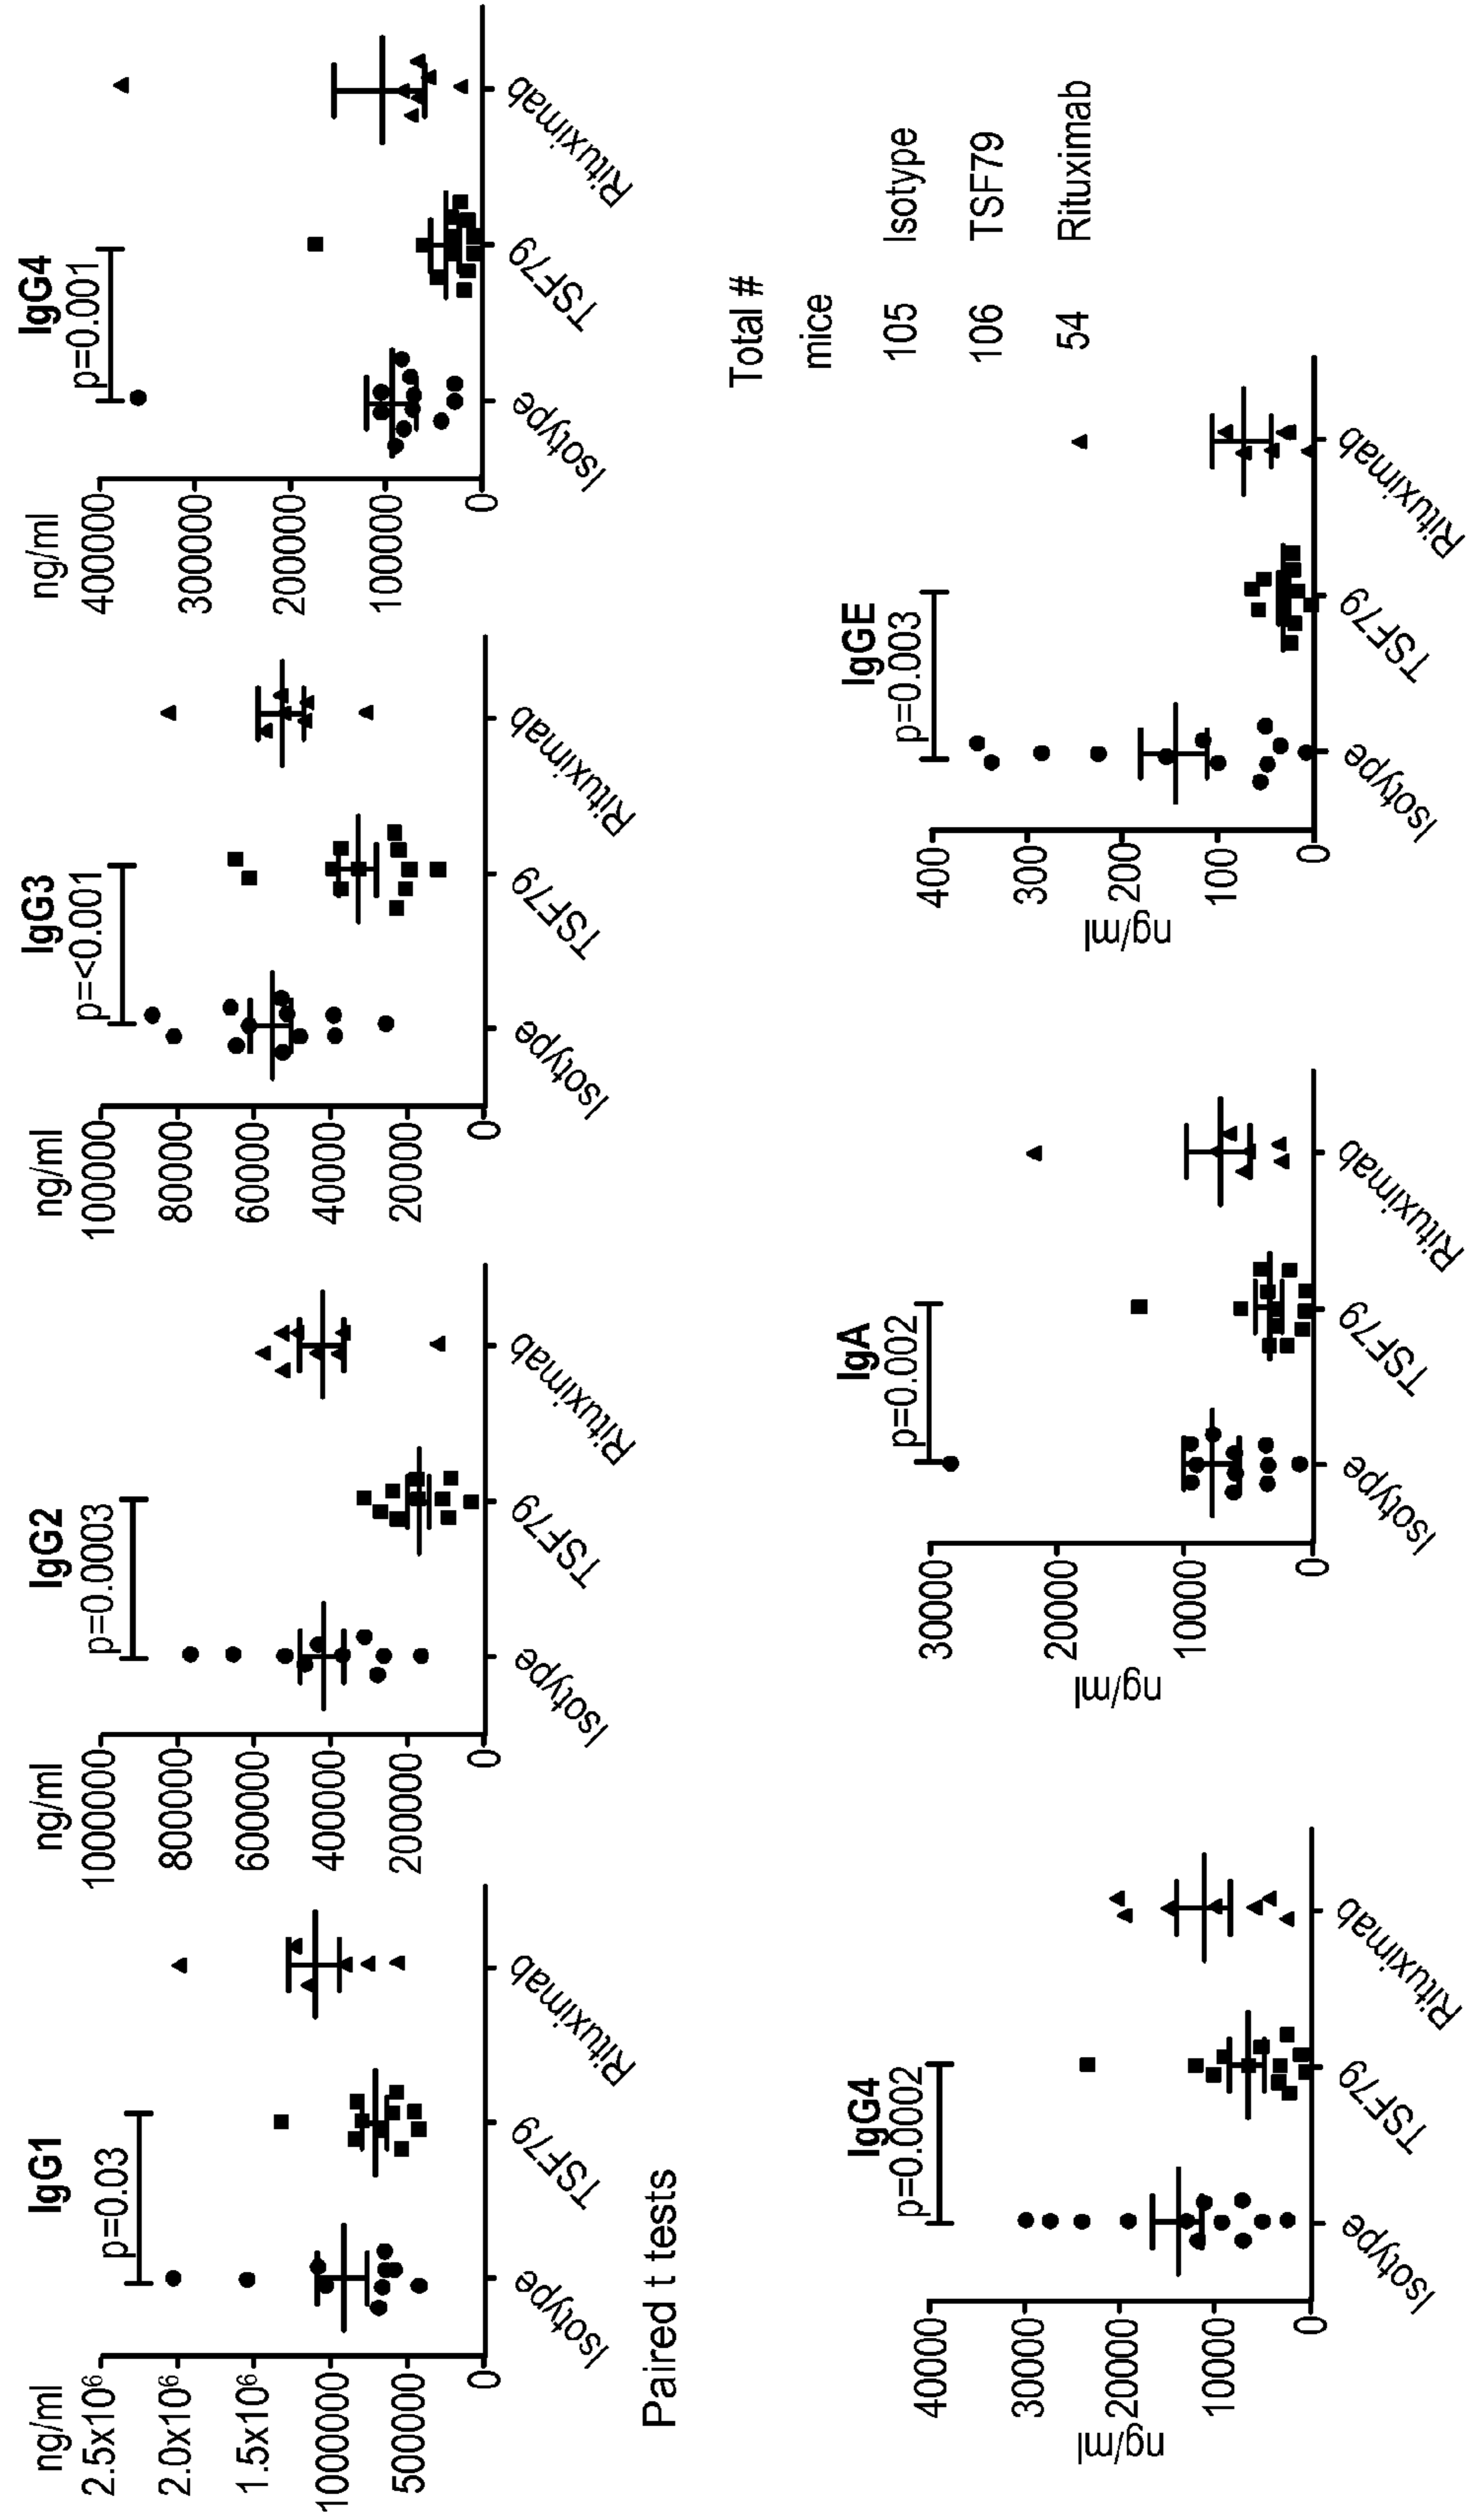 IgG1
p=0.03
ng/ml
2.5x10⁶
2.0x10⁶
1.5x10⁶
1000000
500000
0
Isotype
TSF79
Rituximab
IgG2
p=0.0003
ng/ml
1000000
800000
600000
400000
200000
0
Isotype
TSF79
Rituximab
IgG3
p=<0.001
ng/ml
100000
80000
60000
40000
20000
0
Isotype
TSF79
Rituximab
IgG4
p=0.001
ng/ml
400000
300000
200000
100000
0
Isotype
TSF79
Rituximab
Paired t tests
IgG4
p=0.0002
ng/ml
40000
30000
20000
10000
0
Isotype
TSF79
Rituximab
IgA
p=0.002
ng/ml
30000
20000
10000
0
Isotype
TSF79
Rituximab
IgGE
p=0.003
ng/ml
400
300
200
100
0
Isotype
TSF79
Rituximab
Total #
mice
105 Isotype
106 TSF79
54 Rituximab